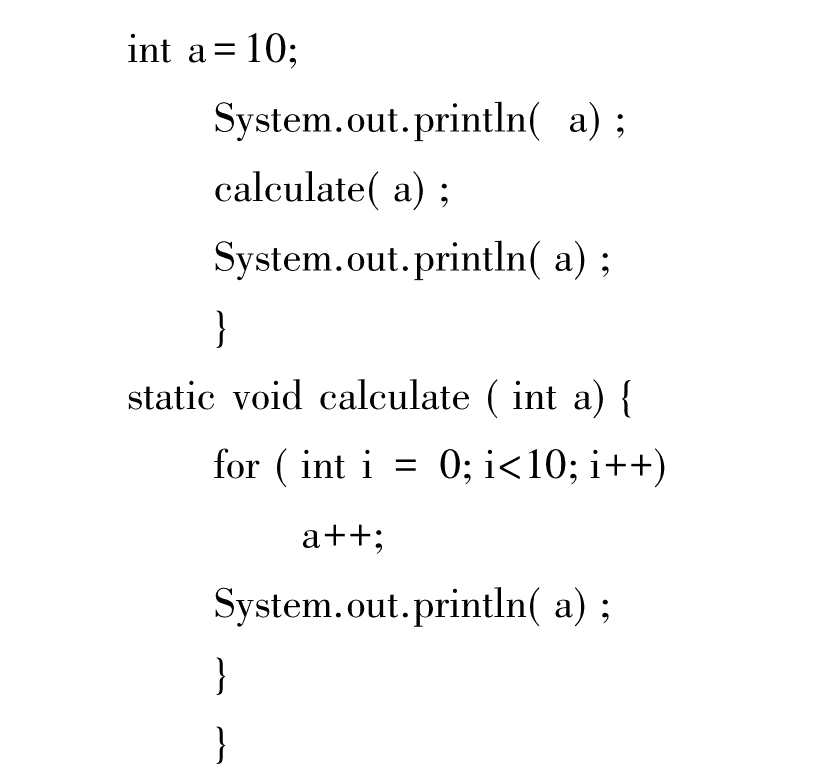 int a=10;
System.out.println( a) ;
calculate( a) ;
System.out.println( a) ;
}
static void calculate ( int a) {
for ( int i = 0; i<10; i++)
a++;
System.out.println( a) ;
}
}